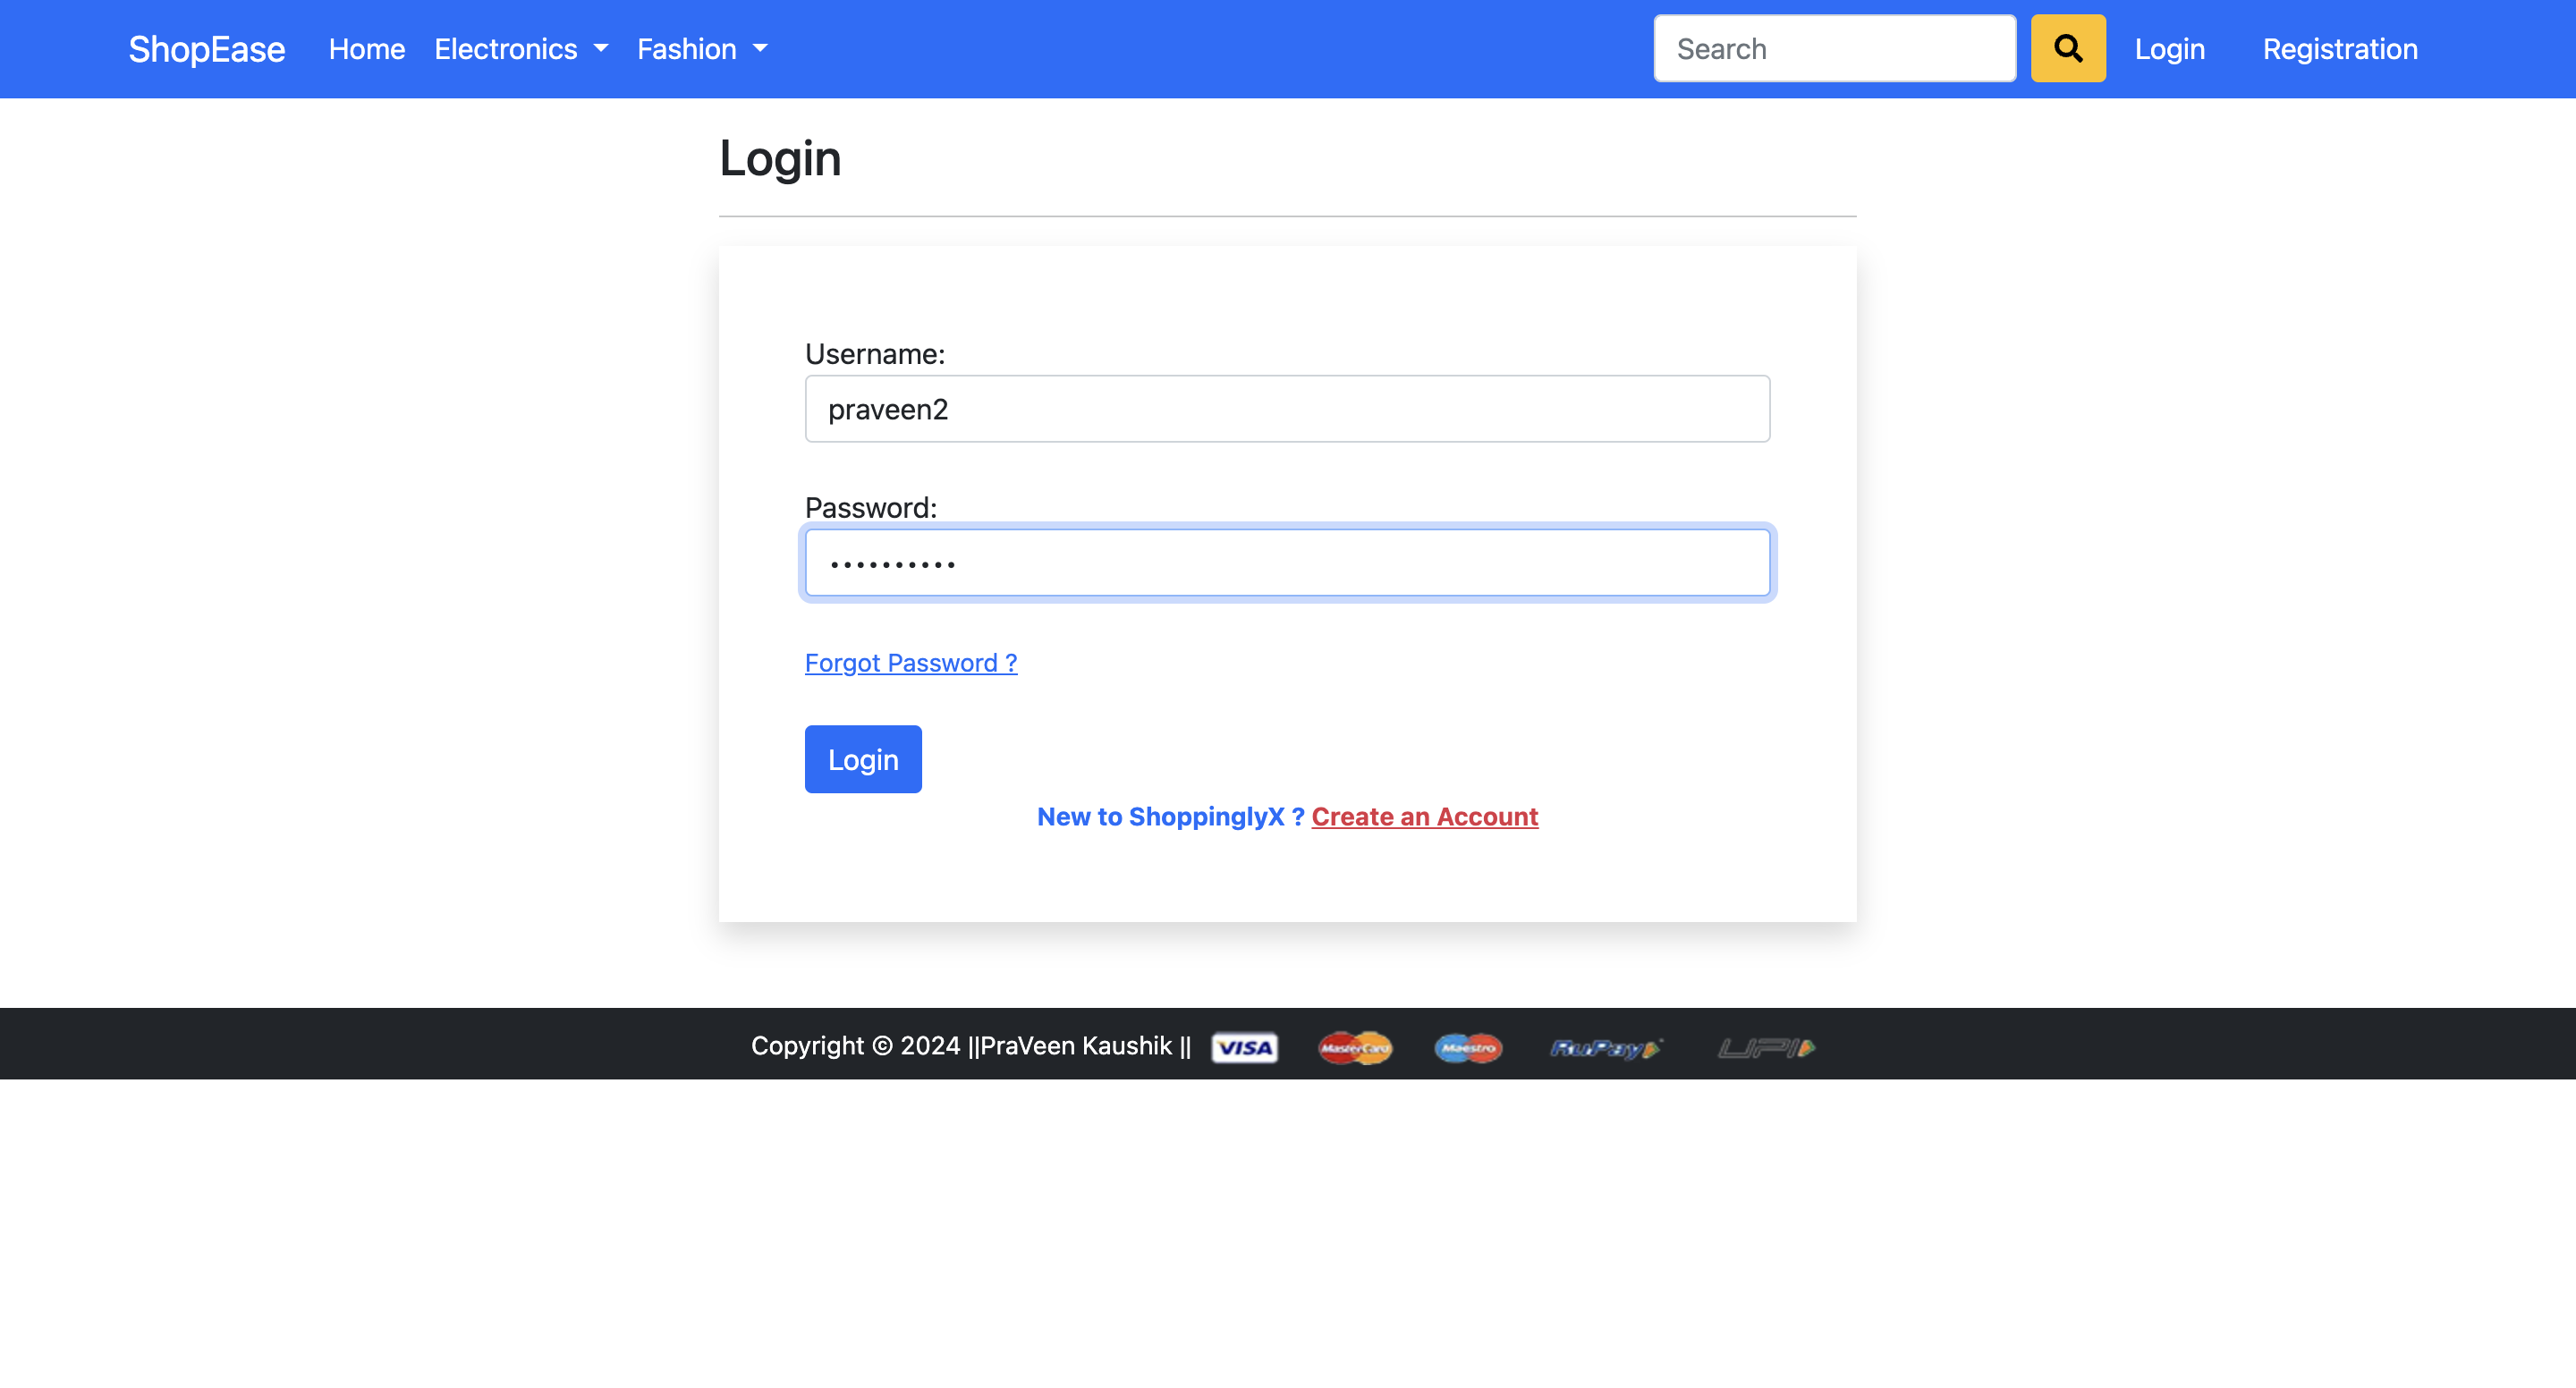 ShopEase Home Electronics Fashion Search Login Registration
Login
Username:
praveen2
Password:
••••••••••
Forgot Password ?
Login
New to ShoppinglyX ? Create an Account
Copyright © 2024 ||PraVeen Kaushik || VISA MasterCard Maestro RuPay UPI